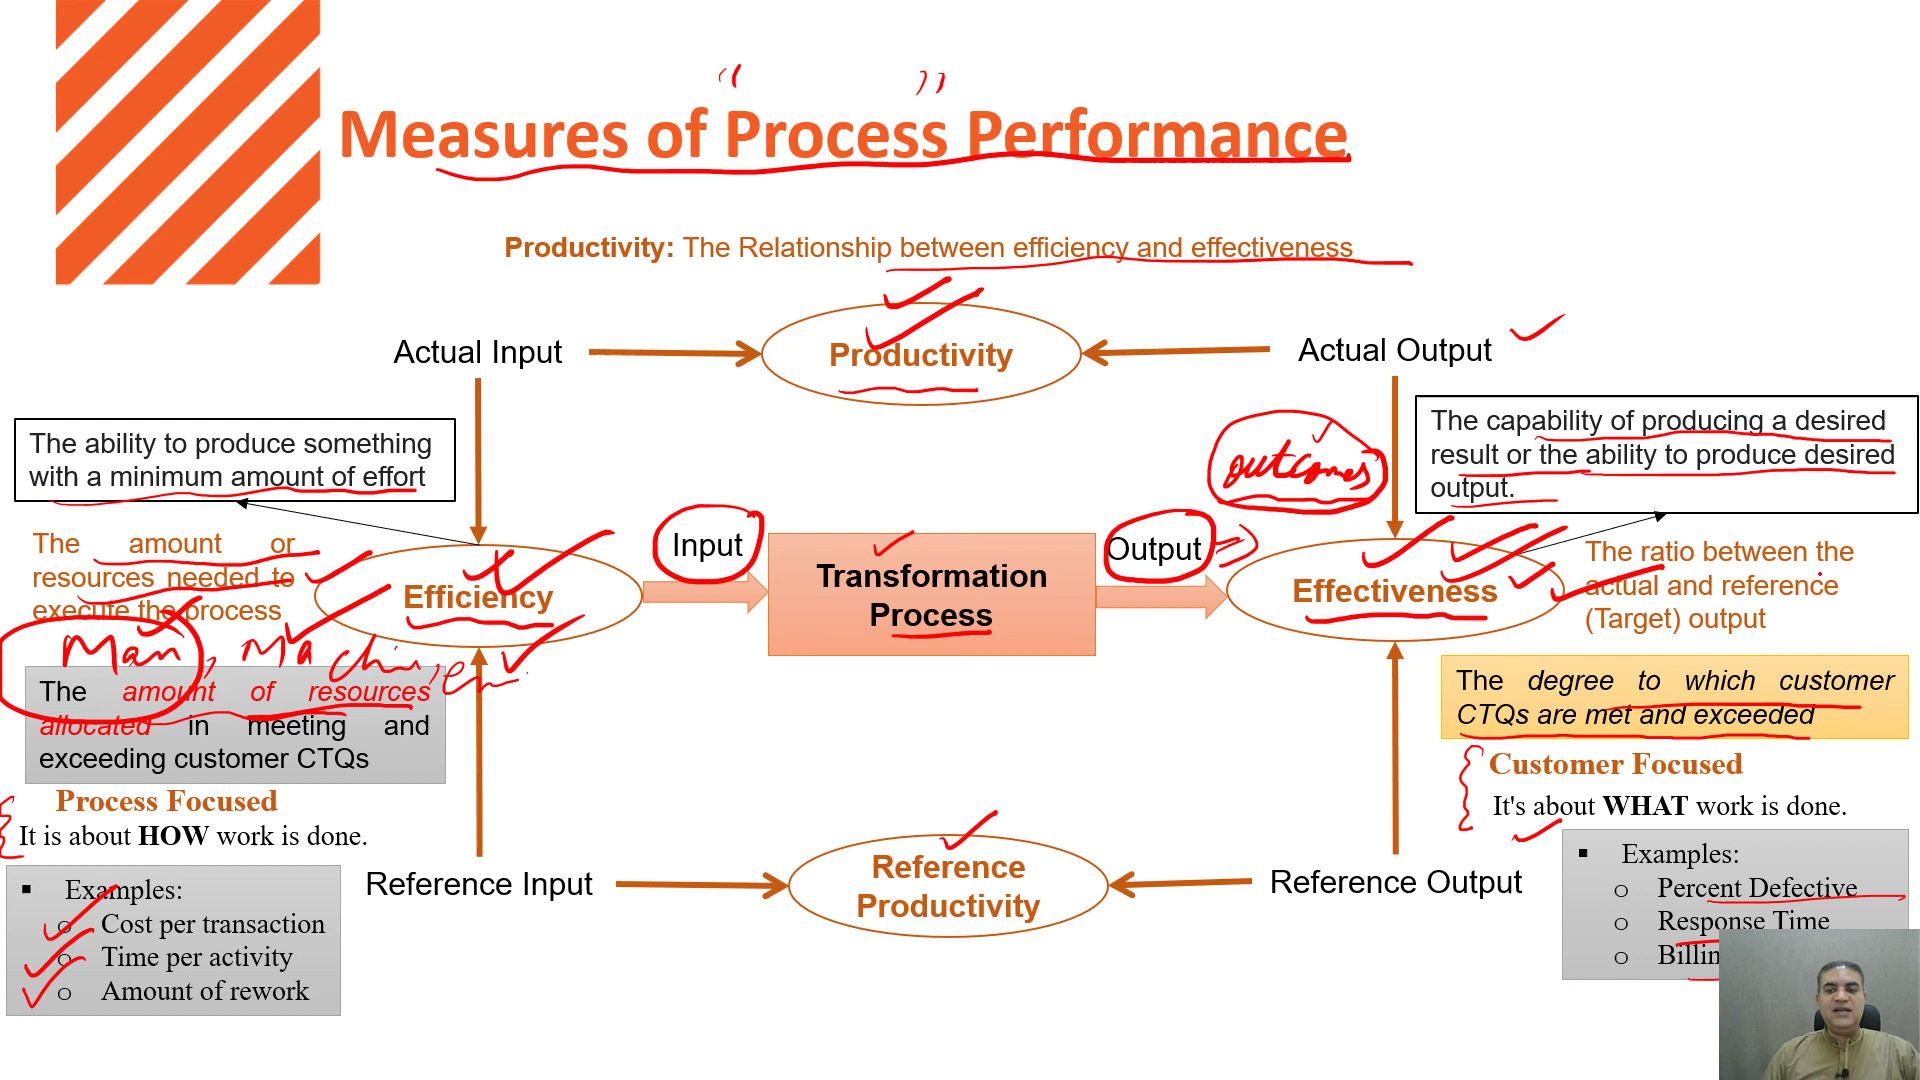 “ ”
Measures of Process Performance
Productivity: The Relationship between efficiency and effectiveness
Actual Input
Productivity
Actual Output
The ability to produce something
with a minimum amount of effort
outcomes
The capability of producing a desired
result or the ability to produce desired
output.
The amount or
resources needed to
execute the process
Efficiency
Input
Transformation
Process
Output
Effectiveness
The ratio between the
actual and reference
(Target) output
Man, Machin,
The amount of resources
allocated in meeting and
exceeding customer CTQs
The degree to which customer
CTQs are met and exceeded
Process Focused
It is about HOW work is done.
Customer Focused
It's about WHAT work is done.
Reference Input
Reference
Productivity
Reference Output
Examples:
Cost per transaction
Time per activity
Amount of rework
Examples:
Percent Defective
Response Time